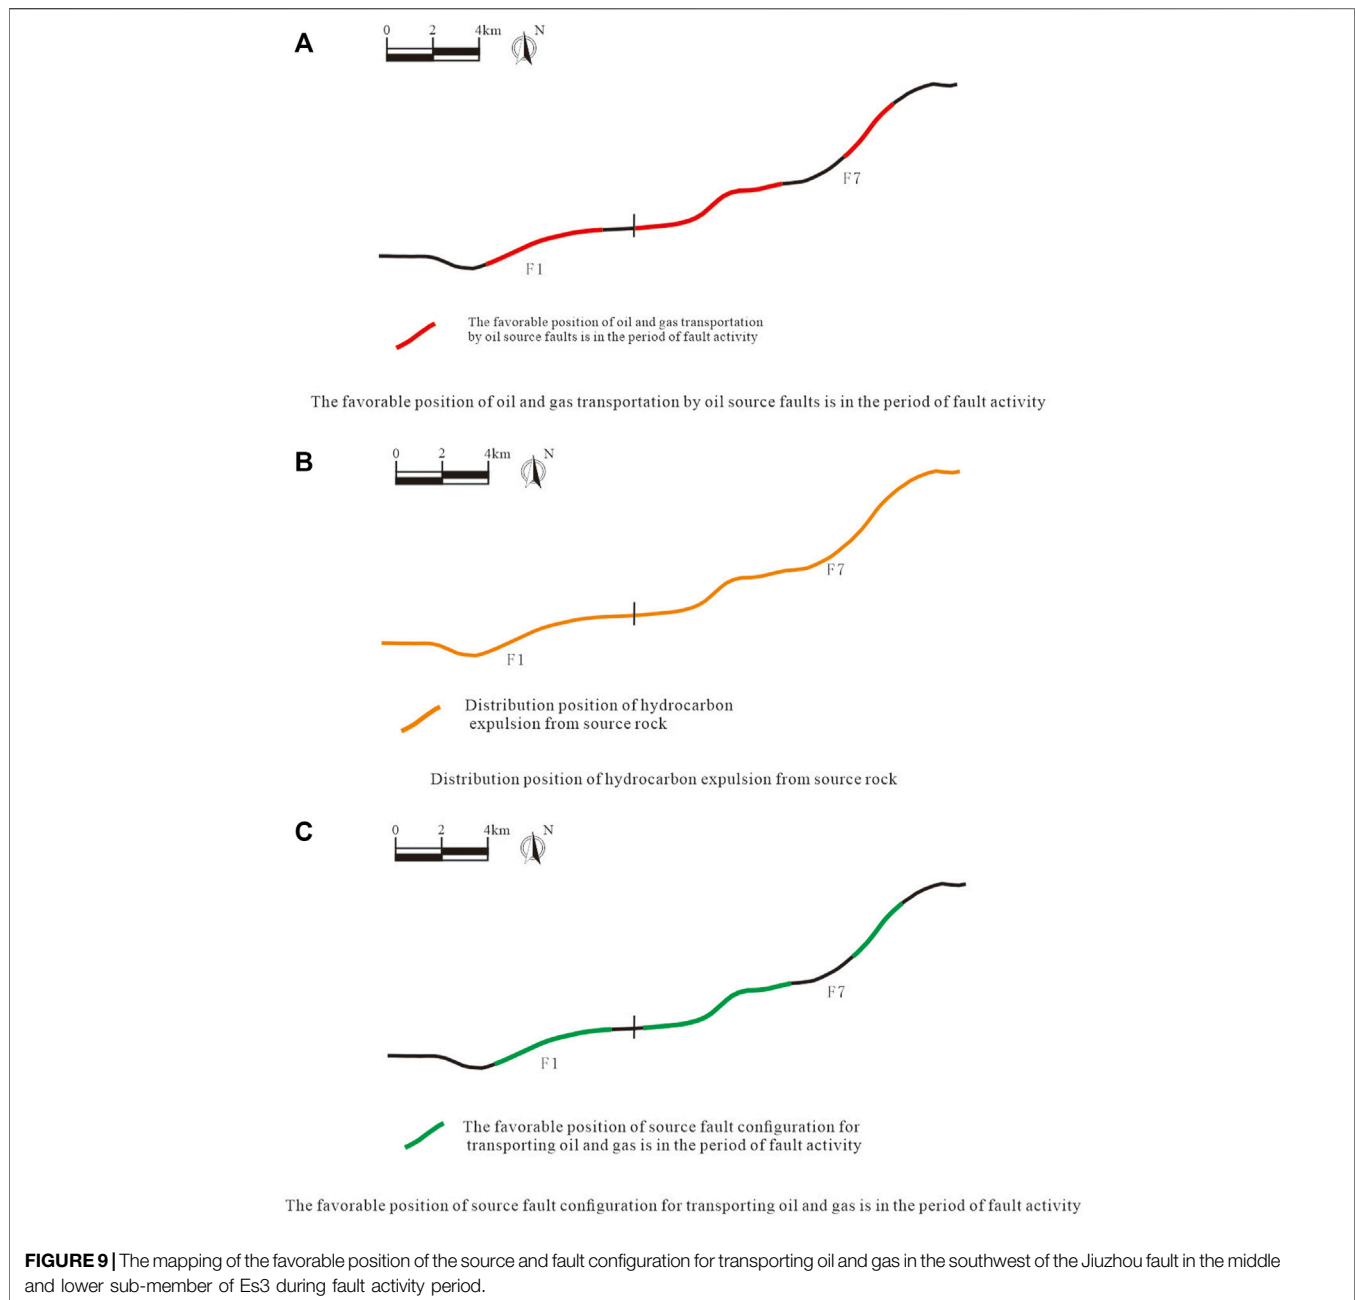 A
0 2 4km N
F7
F1
The favorable position of oil and gas transportation
by oil source faults is in the period of fault activity
The favorable position of oil and gas transportation by oil source faults is in the period of fault activity
B
0 2 4km N
F7
F1
Distribution position of hydrocarbon
expulsion from source rock
Distribution position of hydrocarbon expulsion from source rock
C
0 2 4km N
F7
F1
The favorable position of source fault configuration for
transporting oil and gas is in the period of fault activity
The favorable position of source fault configuration for transporting oil and gas is in the period of fault activity
FIGURE 9 | The mapping of the favorable position of the source and fault configuration for transporting oil and gas in the southwest of the Jiuzhou fault in the middle
and lower sub-member of Es3 during fault activity period.